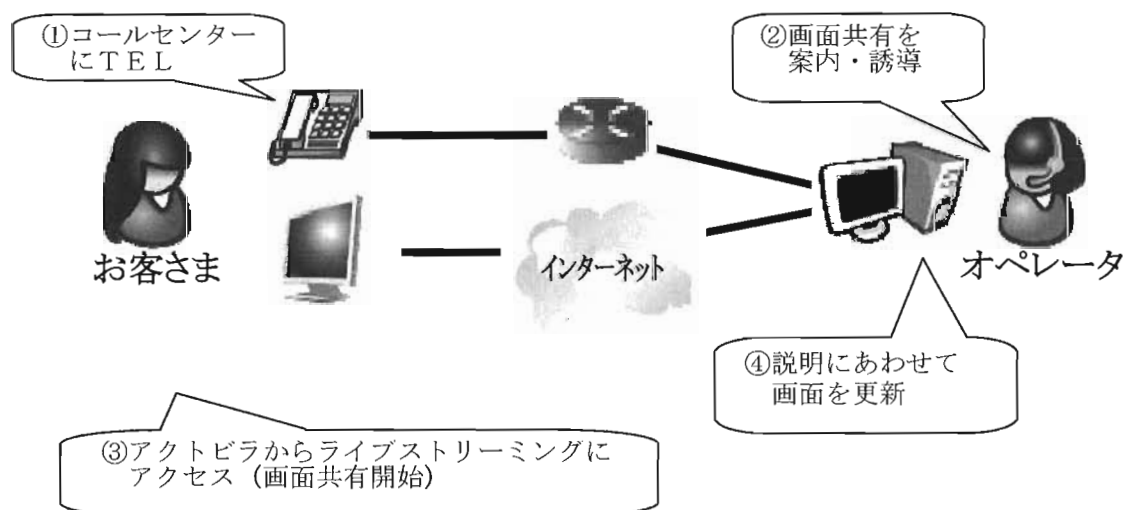 ①コールセンター
にＴＥＬ
②画面共有を
案内・誘導
お客さま
インターネット
オペレータ
④説明にあわせて
画面を更新
③アクトビラからライブストリーミングに
アクセス（画面共有開始）